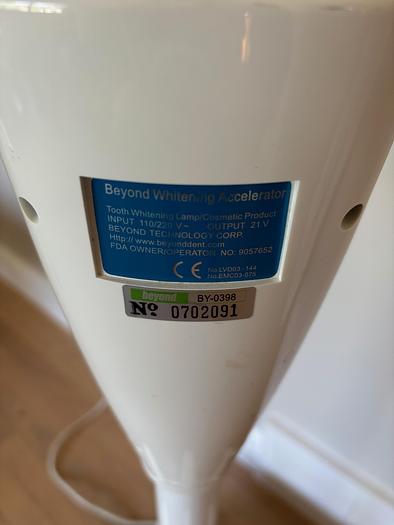 Beyond Whitening Accelerator
Tooth Whitening Lamp/Cosmetic Product
INPUT 110/220 V~ OUTPUT 21 V
BEYOND TECHNOLOGY CORP.
Http://www.beyonddent.com
FDA OWNER/OPERATON NO: 9057652
CE No.LVD03-144
No.EMC03-075
beyond BY-0398
No 0702091